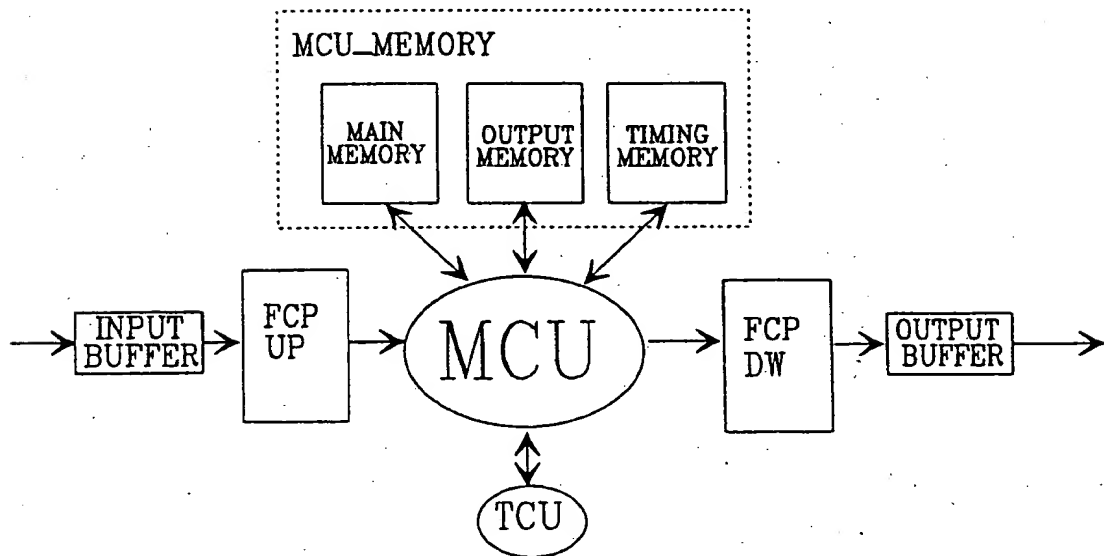 MCU_MEMORY
MAIN
MEMORY
OUTPUT
MEMORY
TIMING
MEMORY
INPUT
BUFFER
FCP
UP
MCU
FCP
DW
OUTPUT
BUFFER
TCU